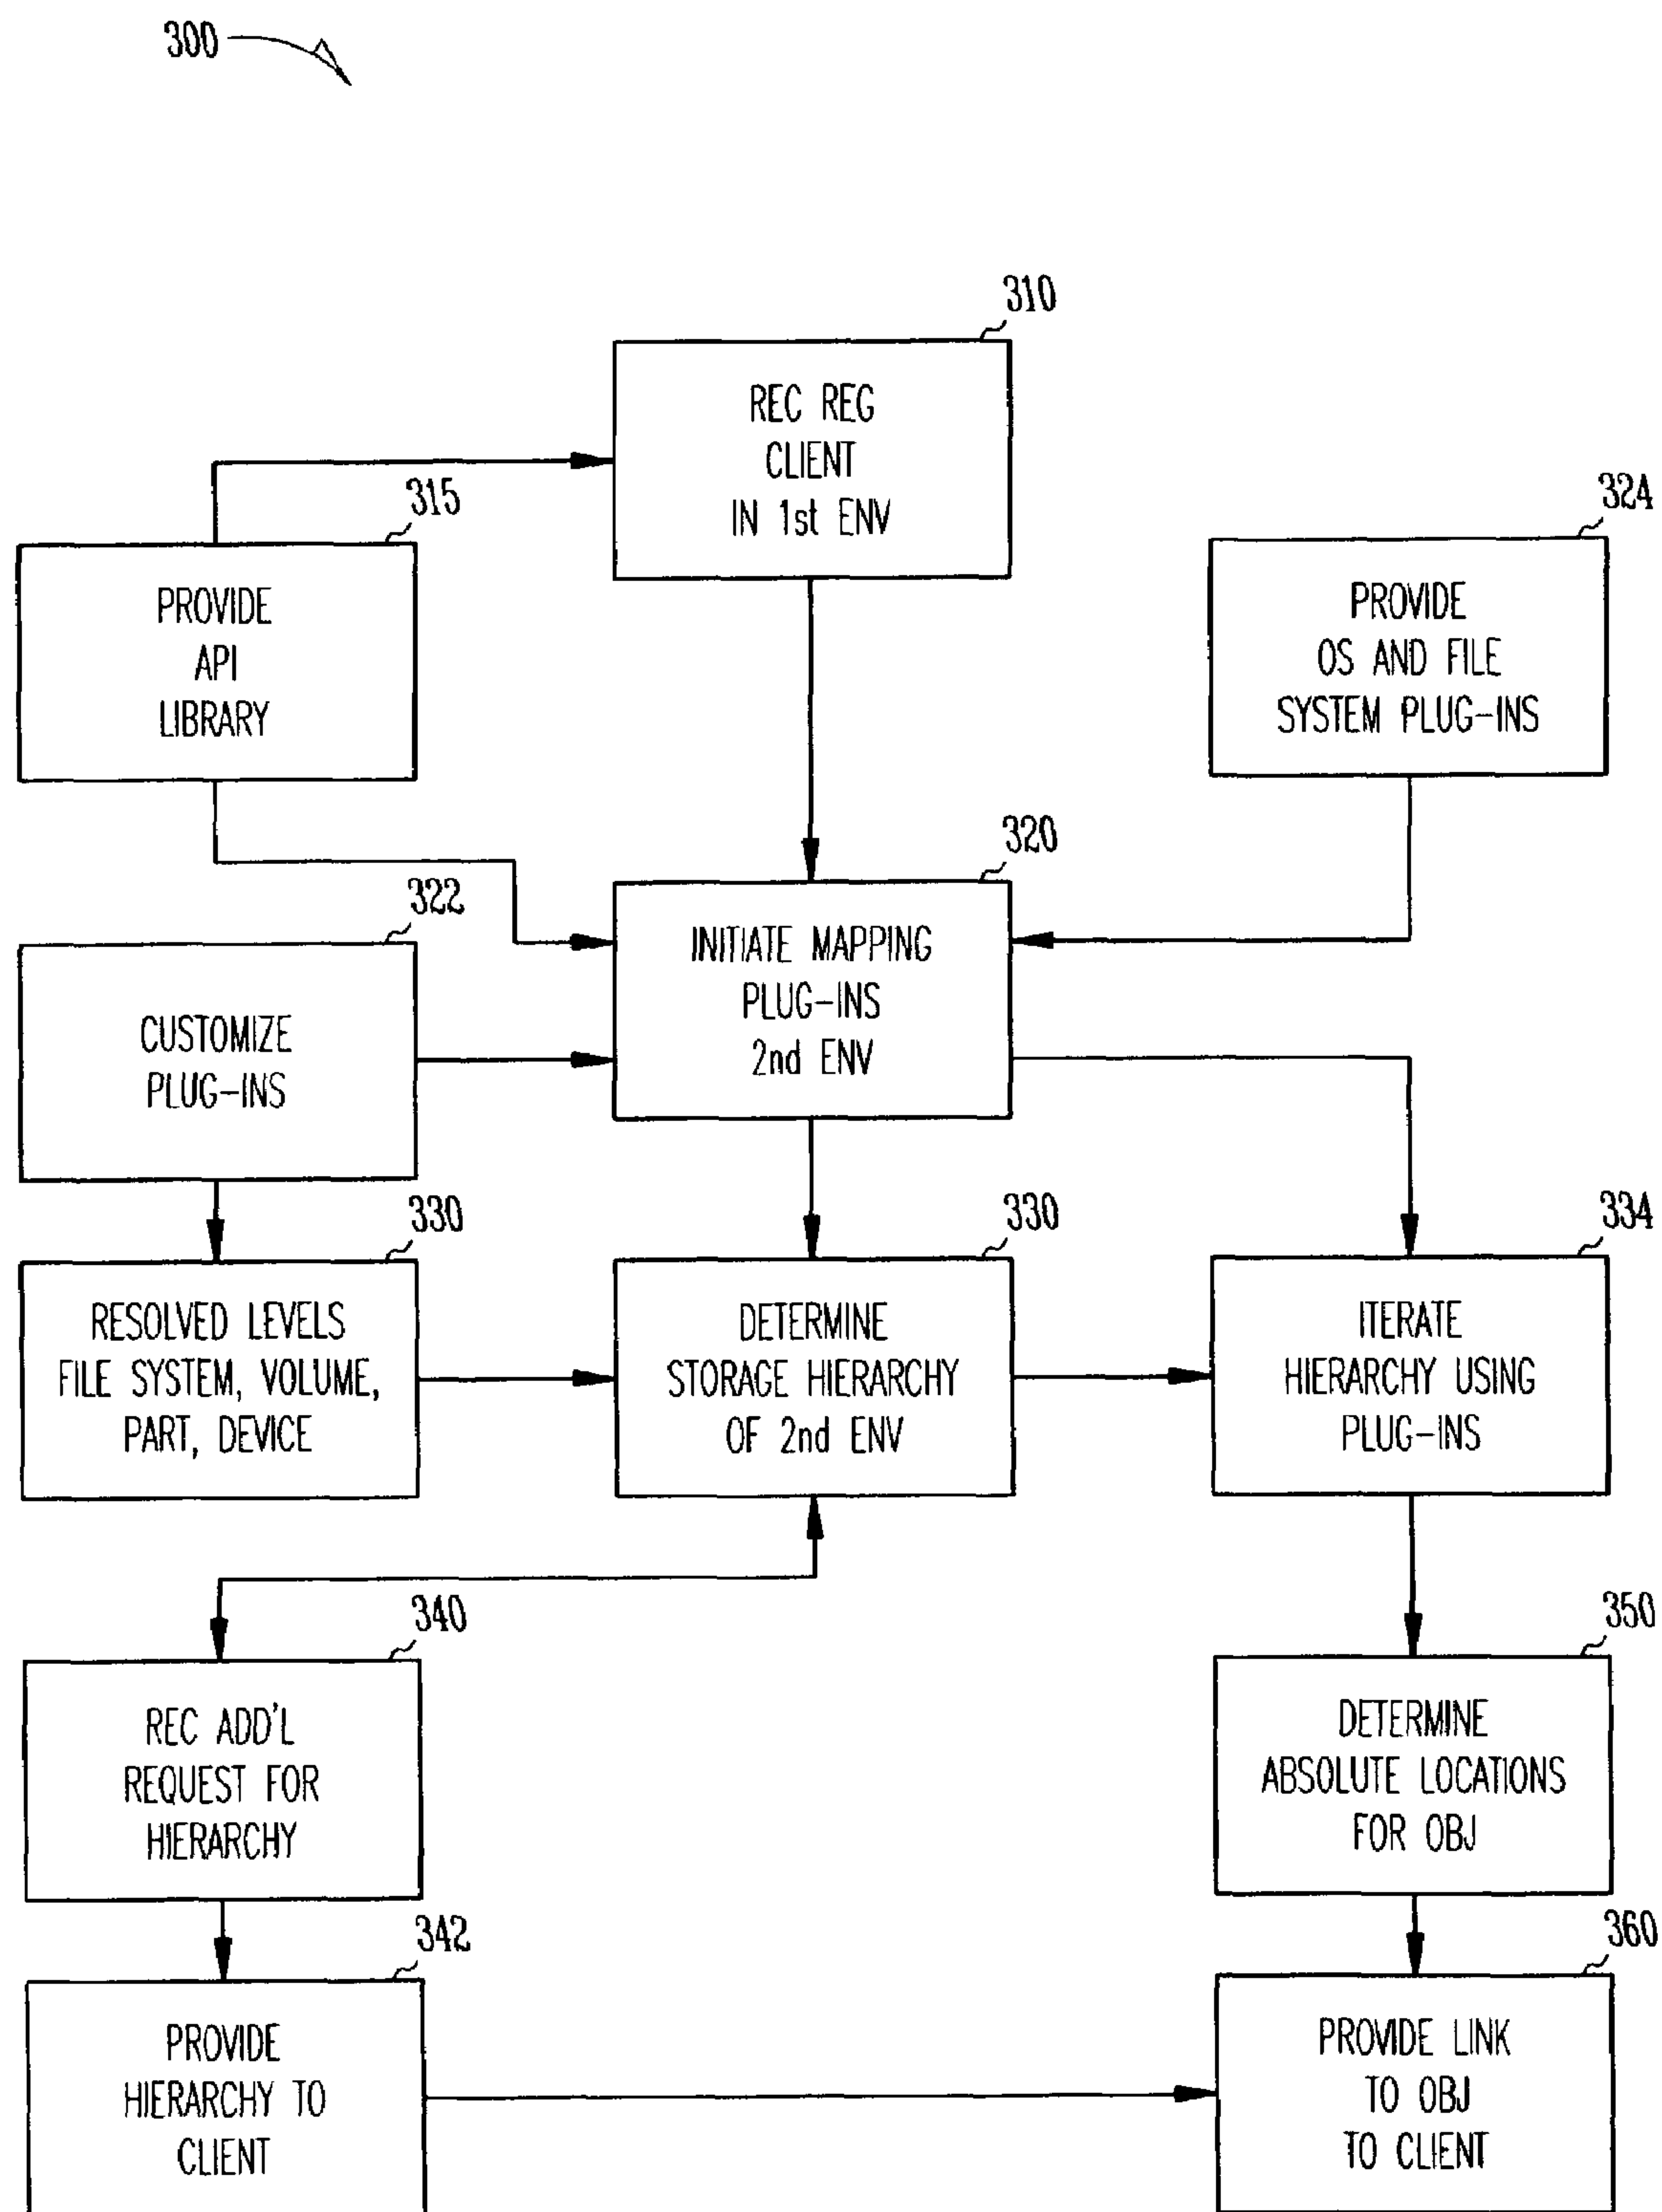 300
310
REC REG
CLIENT
IN 1st ENV
315
PROVIDE
API
LIBRARY
324
PROVIDE
OS AND FILE
SYSTEM PLUG-INS
320
INITIATE MAPPING
PLUG-INS
2nd ENV
322
CUSTOMIZE
PLUG-INS
330
RESOLVED LEVELS
FILE SYSTEM, VOLUME,
PART, DEVICE
330
DETERMINE
STORAGE HIERARCHY
OF 2nd ENV
334
ITERATE
HIERARCHY USING
PLUG-INS
340
REC ADD'L
REQUEST FOR
HIERARCHY
350
DETERMINE
ABSOLUTE LOCATIONS
FOR OBJ
342
PROVIDE
HIERARCHY TO
CLIENT
360
PROVIDE LINK
TO OBJ
TO CLIENT